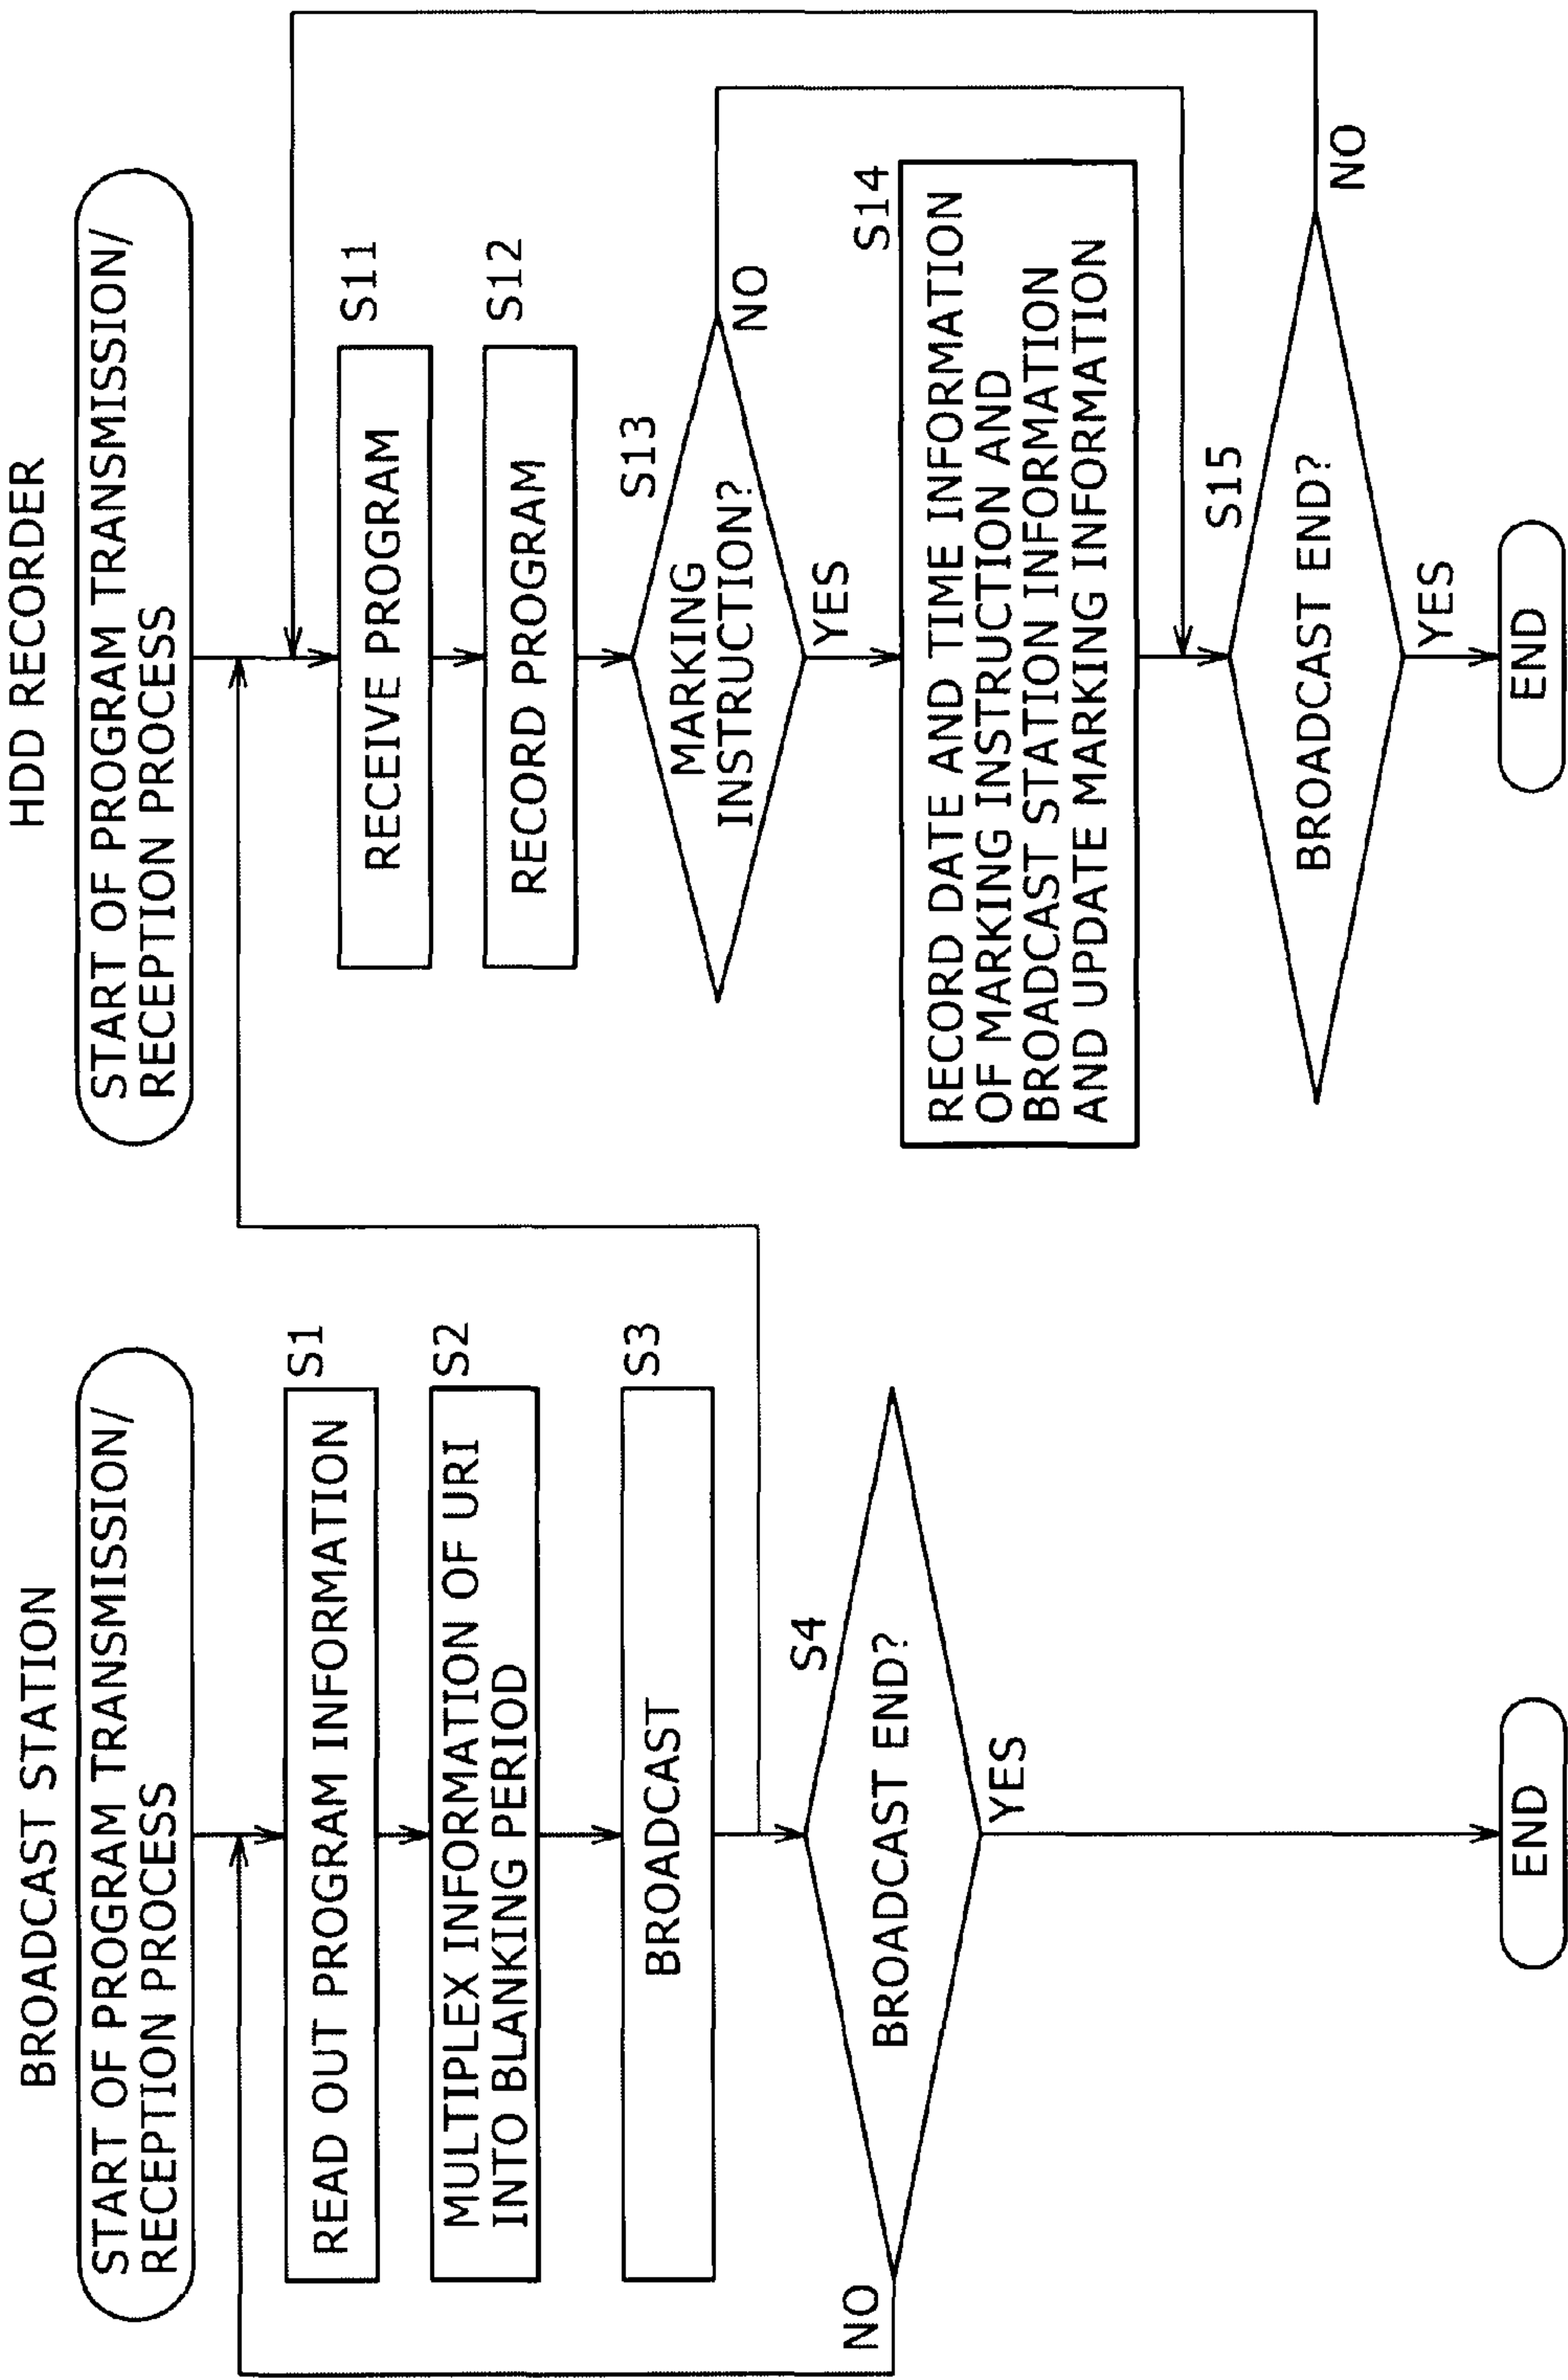 BROADCAST STATION
START OF PROGRAM TRANSMISSION/
RECEPTION PROCESS
S1
READ OUT PROGRAM INFORMATION
S2
MULTIPLEX INFORMATION OF URI
INTO BLANKING PERIOD
S3
BROADCAST
S4
BROADCAST END?
NO
YES
END
HDD RECORDER
START OF PROGRAM TRANSMISSION/
RECEPTION PROCESS
S11
RECEIVE PROGRAM
S12
RECORD PROGRAM
S13
MARKING
INSTRUCTION?
NO
YES
S14
RECORD DATE AND TIME INFORMATION
OF MARKING INSTRUCTION AND
BROADCAST STATION INFORMATION
AND UPDATE MARKING INFORMATION
S15
BROADCAST END?
NO
YES
END